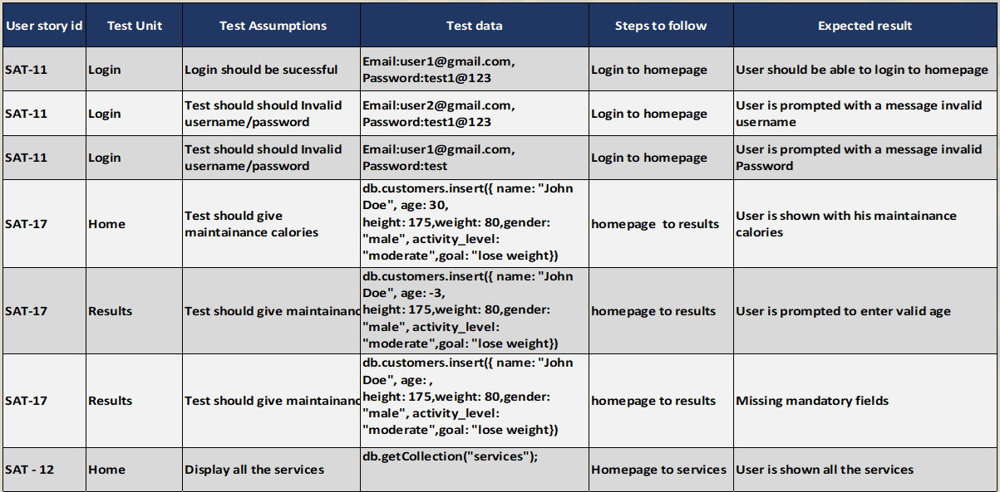 User story id Test Unit Test Assumptions Test data Steps to follow Expected result
SAT-11 Login Login should be sucessful Email:user1@gmail.com,
Password:test1@123 Login to homepage User should be able to login to homepage
SAT-11 Login Test should should Invalid
username/password Email:user2@gmail.com,
Password:test1@123 Login to homepage User is prompted with a message invalid
username
SAT-11 Login Test should should Invalid
username/password Email:user1@gmail.com,
Password:test Login to homepage User is prompted with a message invalid
Password
SAT-17 Home Test should give
maintainance calories db.customers.insert({ name: "John
Doe", age: 30,
height: 175,weight: 80,gender:
"male", activity_level:
"moderate",goal: "lose weight}) homepage  to results User is shown with his maintainance
calories
SAT-17 Results Test should give maintainanc db.customers.insert({ name: "John
Doe", age: -3,
height: 175,weight: 80,gender:
"male", activity_level:
"moderate",goal: "lose weight}) homepage to results User is prompted to enter valid age
SAT-17 Results Test should give maintainanc db.customers.insert({ name: "John
Doe", age: ,
height: 175,weight: 80,gender:
"male", activity_level:
"moderate",goal: "lose weight}) homepage to results Missing mandatory fields
SAT - 12 Home Display all the services db.getCollection("services"); Homepage to services User is shown all the services